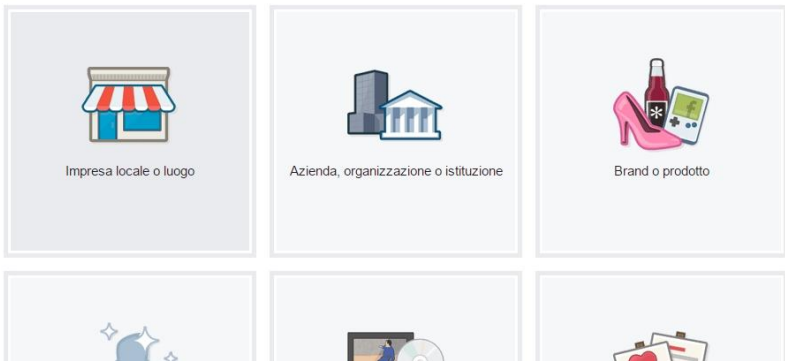 Impresa locale o luogo
Azienda, organizzazione o istituzione
Brand o prodotto